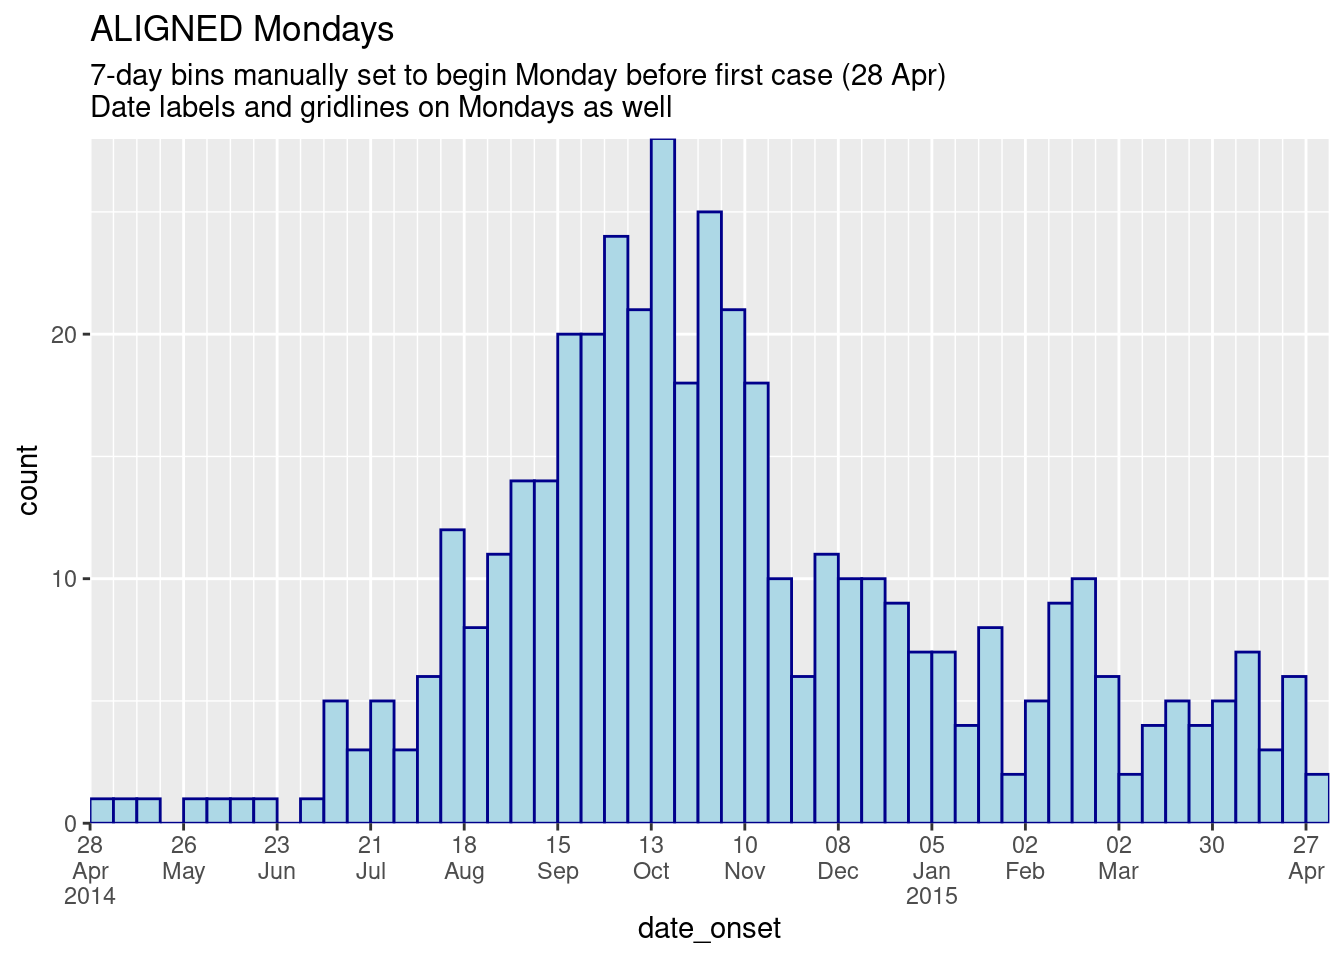 ALIGNED Mondays
7-day bins manually set to begin Monday before first case (28 Apr)
Date labels and gridlines on Mondays as well
count
20
10
0
28 26 23 21 18 15 13 10 08 05 02 02 30 27
Apr May Jun Jul Aug Sep Oct Nov Dec Jan Feb Mar Apr
2014 2015
date_onset